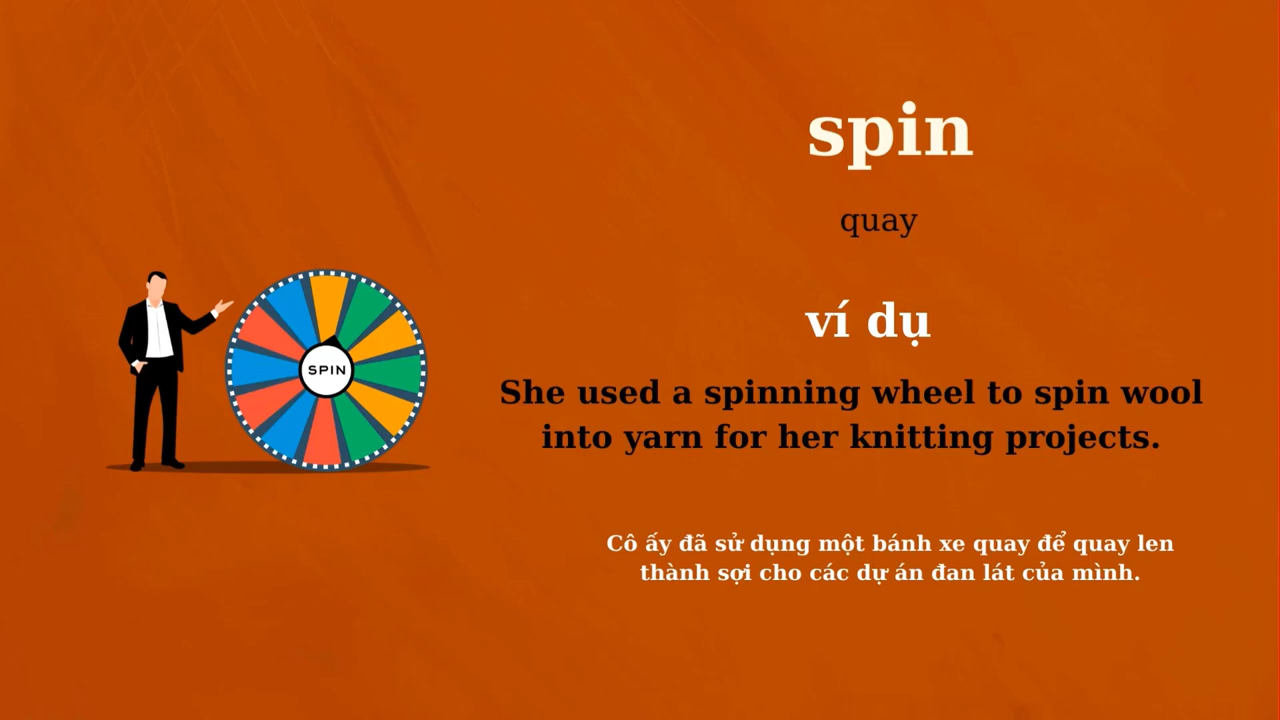 spin
quay
SPIN
ví dụ
She used a spinning wheel to spin wool
into yarn for her knitting projects.
Cô ấy đã sử dụng một bánh xe quay để quay len
thành sợi cho các dự án đan lát của mình.